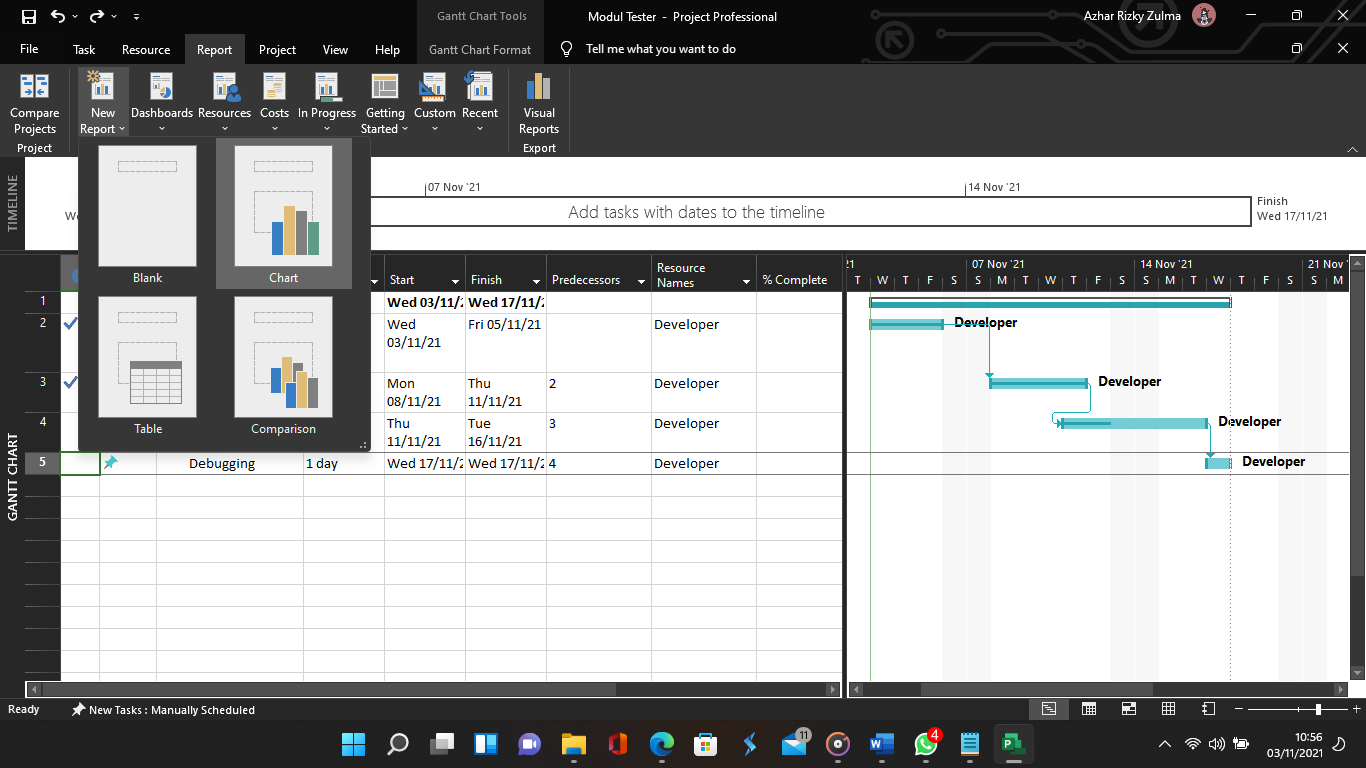 Gantt Chart Tools
Modul Tester - Project Professional
Azhar Rizky Zulma
File
Task
Resource
Report
Project
View
Help
Gantt Chart Format
Tell me what you want to do
Compare Projects
New Report
Dashboards
Resources
Costs
In Progress
Getting Started
Custom
Recent
Visual Reports
Project
Export
Blank
Chart
Table
Comparison
TIMELINE
07 Nov '21
14 Nov '21
Add tasks with dates to the timeline
Finish
Wed 17/11/21
GANTT CHART
Start
Finish
Predecessors
Resource Names
% Complete
07 Nov '21
14 Nov '21
21 Nov '
T W T F S S M T W T F S S M T W T F S S M
1 Wed 03/11/2 Wed 17/11/2
2 Wed 03/11/21 Fri 05/11/21 Developer
3 Mon 08/11/21 Thu 11/11/21 2 Developer
4 Thu 11/11/21 Tue 16/11/21 3 Developer
5 Debugging 1 day Wed 17/11/2 Wed 17/11/2 4 Developer
Developer
Developer
Developer
Developer
Ready
New Tasks : Manually Scheduled
11
4
10:56
03/11/2021